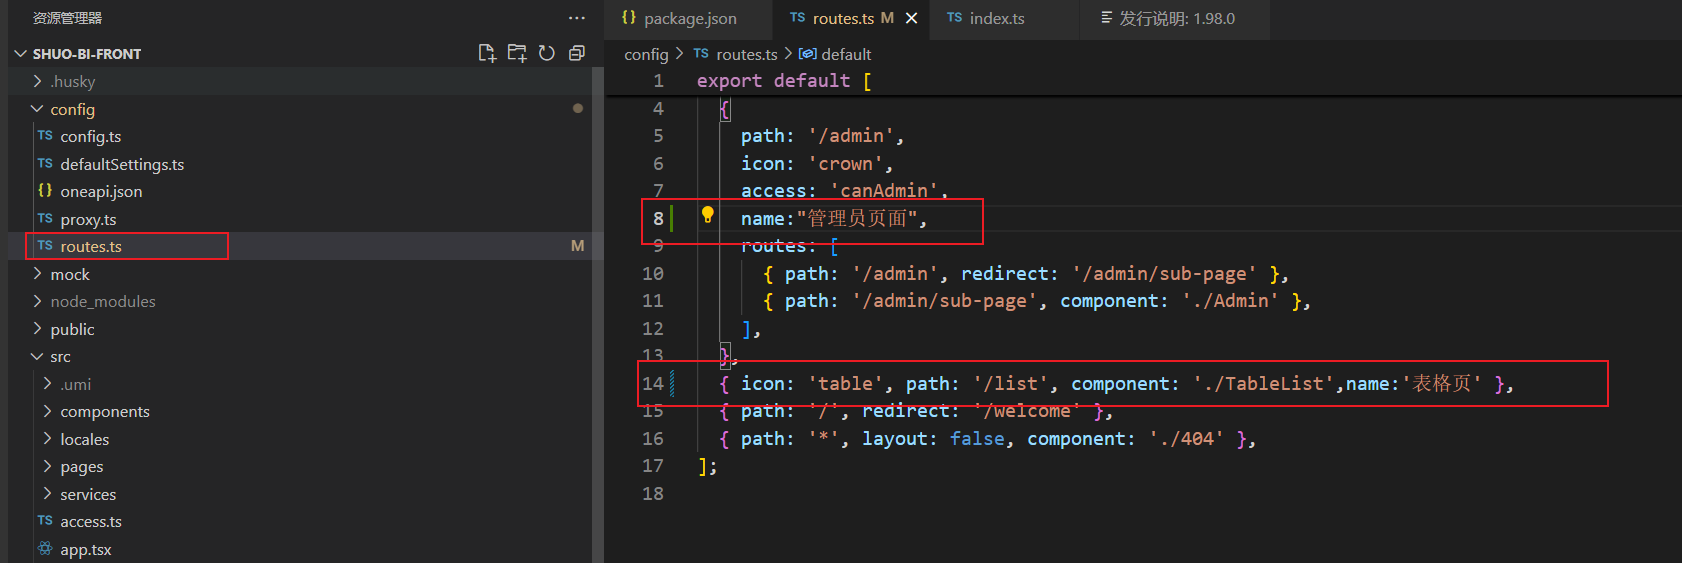 资源管理器
···
SHUO-BI-FRONT
.husky
config
TS config.ts
TS defaultSettings.ts
{} oneapi.json
TS proxy.ts
TS routes.ts M
mock
node_modules
public
src
.umi
components
locales
pages
services
TS access.ts
app.tsx
{} package.json
TS routes.ts M
TS index.ts
发行说明: 1.98.0
config > TS routes.ts > default
1 export default [
4 {
5 path: '/admin',
6 icon: 'crown',
7 access: 'canAdmin',
8 name:"管理员页面",
9 routes: [
10 { path: '/admin', redirect: '/admin/sub-page' },
11 { path: '/admin/sub-page', component: './Admin' },
12 ],
13 },
14 { icon: 'table', path: '/list', component: './TableList',name:'表格页' },
15 { path: '/', redirect: '/welcome' },
16 { path: '*', layout: false, component: './404' },
17 ];
18